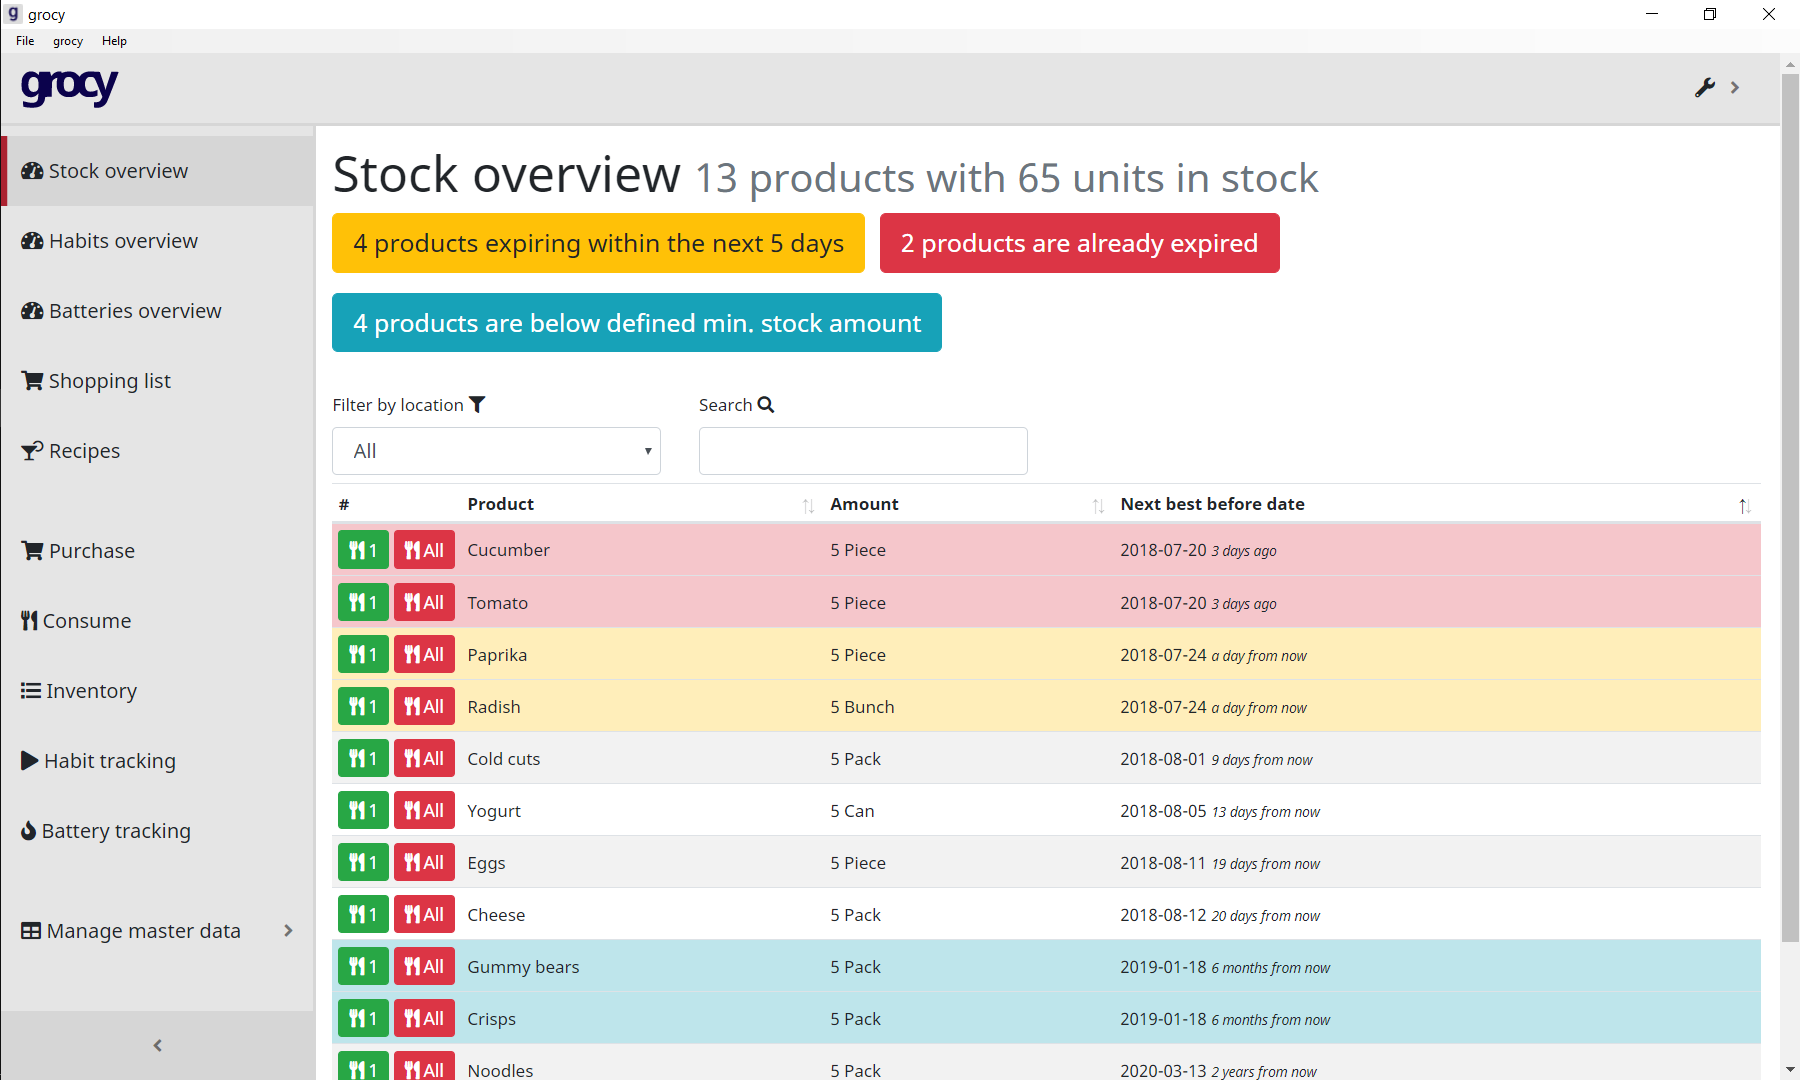 grocy
File grocy Help
grocy
Stock overview
Habits overview
Batteries overview
Shopping list
Recipes
Purchase
Consume
Inventory
Habit tracking
Battery tracking
Manage master data
Stock overview 13 products with 65 units in stock
4 products expiring within the next 5 days 2 products are already expired
4 products are below defined min. stock amount
Filter by location Search
All
# Product Amount Next best before date
1 All Cucumber 5 Piece 2018-07-20 3 days ago
1 All Tomato 5 Piece 2018-07-20 3 days ago
1 All Paprika 5 Piece 2018-07-24 a day from now
1 All Radish 5 Bunch 2018-07-24 a day from now
1 All Cold cuts 5 Pack 2018-08-01 9 days from now
1 All Yogurt 5 Can 2018-08-05 13 days from now
1 All Eggs 5 Piece 2018-08-11 19 days from now
1 All Cheese 5 Pack 2018-08-12 20 days from now
1 All Gummy bears 5 Pack 2019-01-18 6 months from now
1 All Crisps 5 Pack 2019-01-18 6 months from now
1 All Noodles 5 Pack 2020-03-13 2 years from now